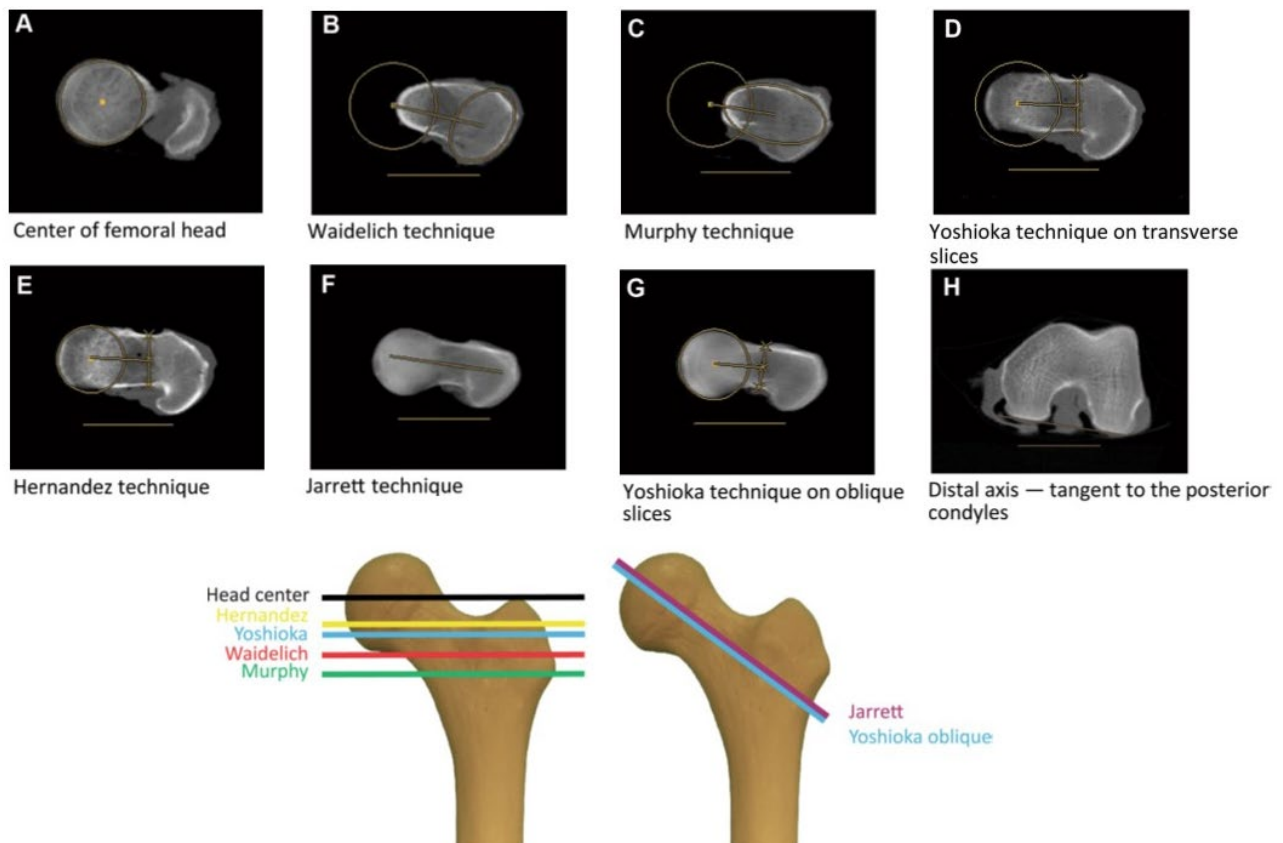 A
B
C
D
Center of femoral head
Waidelich technique
Murphy technique
Yoshioka technique on transverse
slices
E
F
G
H
Hernandez technique
Jarrett technique
Yoshioka technique on oblique
slices
Distal axis — tangent to the posterior
condyles
Head center
Hernandez
Yoshioka
Waidelich
Murphy
Jarrett
Yoshioka oblique